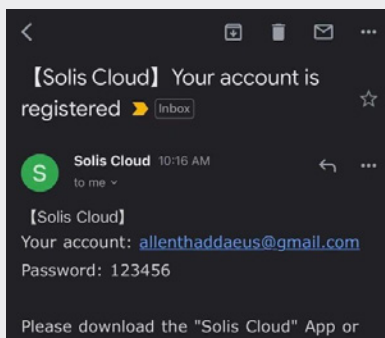 【Solis Cloud】Your account is
registered Inbox
S
Solis Cloud 10:16 AM
to me
【Solis Cloud】
Your account: allenthaddaeus@gmail.com
Password: 123456
Please download the "Solis Cloud" App or